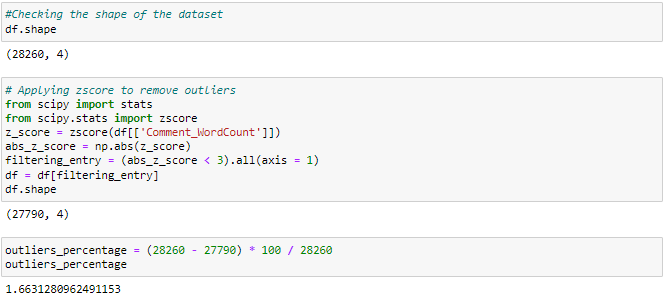 #Checking the shape of the dataset
df.shape
(28260, 4)
# Applying zscore to remove outliers
from scipy import stats
from scipy.stats import zscore
z_score = zscore(df[['Comment_WordCount']])
abs_z_score = np.abs(z_score)
filtering_entry = (abs_z_score < 3).all(axis = 1)
df = df[filtering_entry]
df.shape
(27790, 4)
outliers_percentage = (28260 - 27790) * 100 / 28260
outliers_percentage
1.6631280962491153